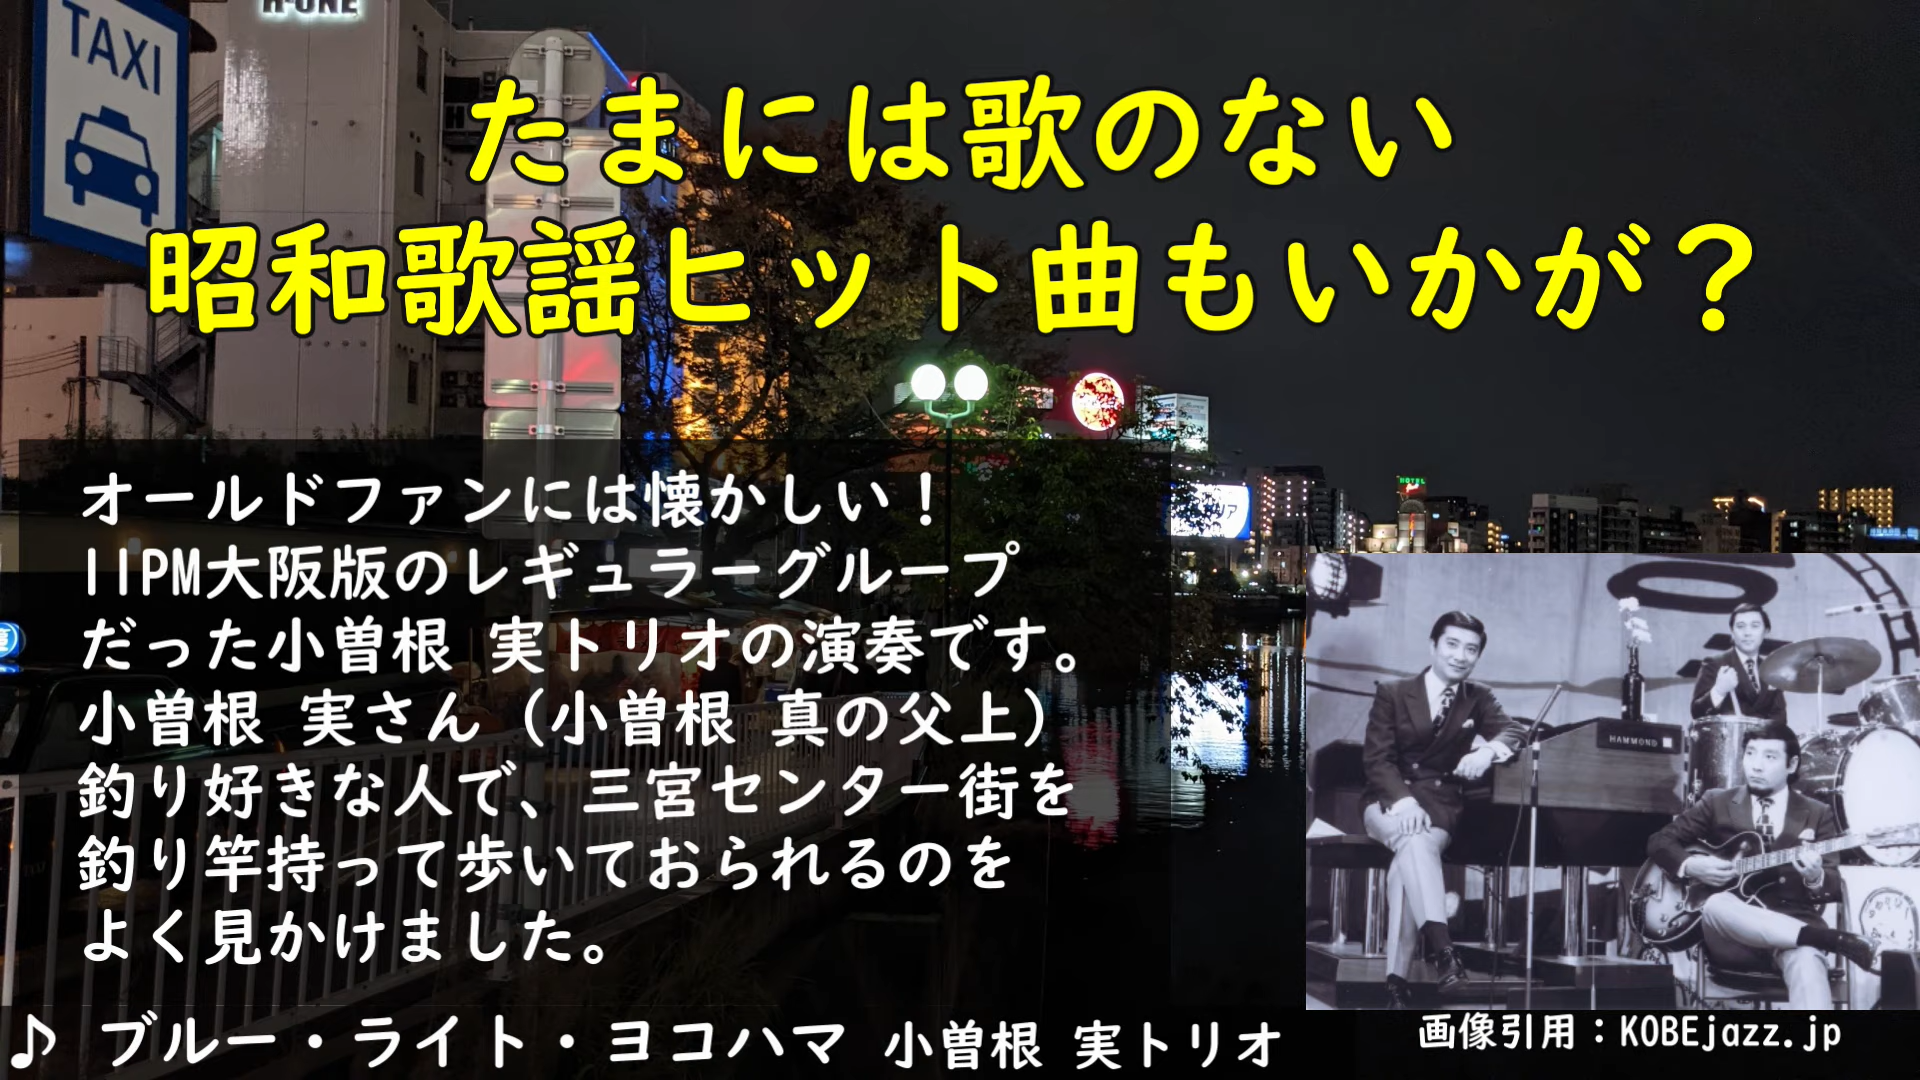 H-ONE
TAXI
たまには歌のない
昭和歌謡ヒット曲もいかが？
HOTEL
オールドファンには懐かしい！
11PM大阪版のレギュラーグループ
だった小曽根 実トリオの演奏です。
小曽根 実さん（小曽根 真の父上）
釣り好きな人で、三宮センター街を
釣り竿持って歩いておられるのを
よく見かけました。
HAMMOND
♪ ブルー・ライト・ヨコハマ 小曽根 実トリオ
画像引用：KOBEjazz.jp